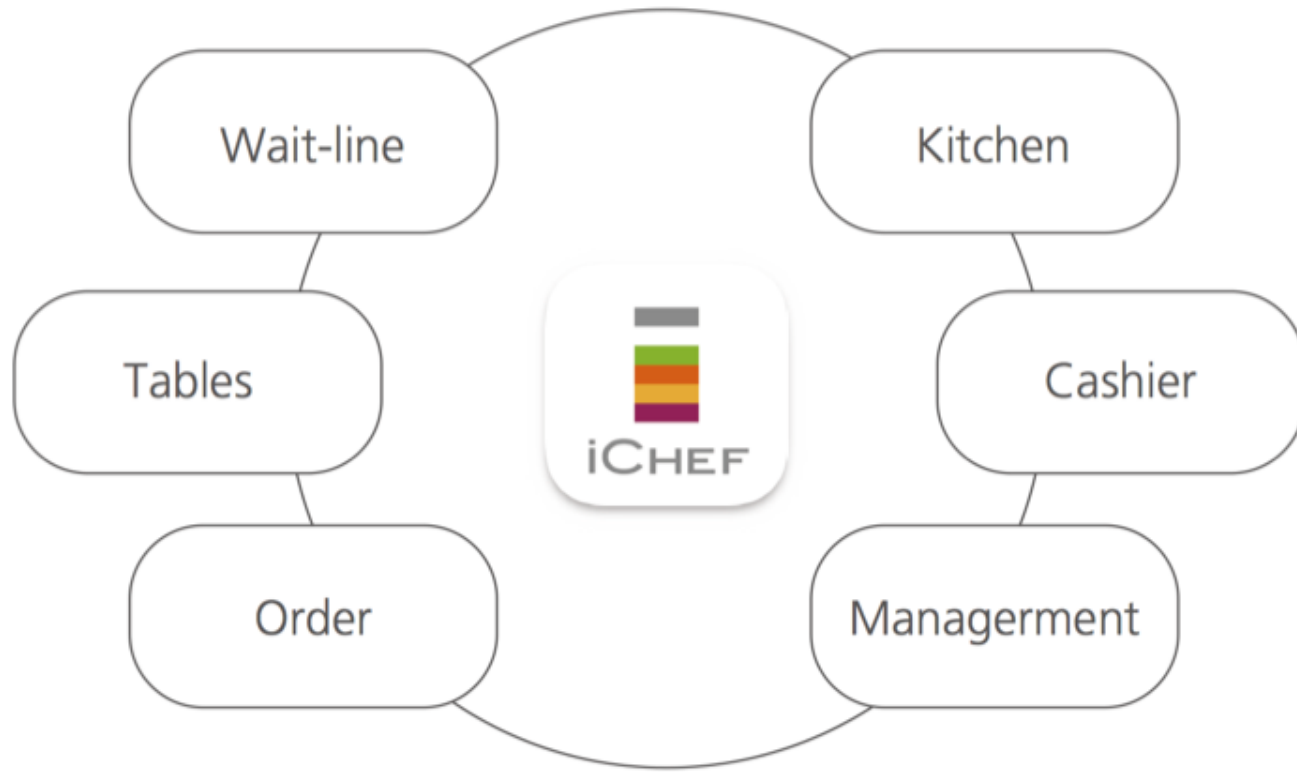 Wait-line
Kitchen
Tables
Cashier
iCHEF
Order
Managerment